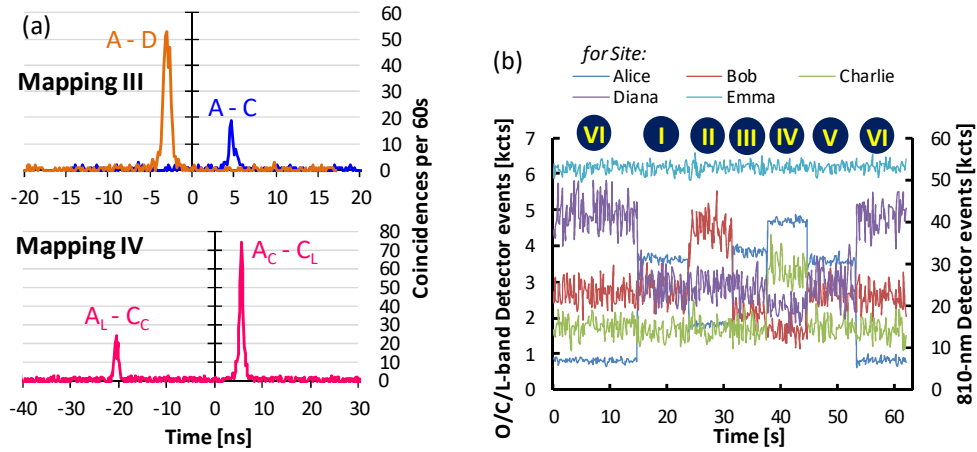 (a)
A - D
Mapping III
A - C
60
50
40
30
20
10
0
-20 -15 -10 -5 0 5 10 15 20
Coincidences per 60s
Mapping IV
A_C - C_L
A_L - C_C
80
70
60
50
40
30
20
10
0
-40 -30 -20 -10 0 10 20 30
Time [ns]
(b)
for Site:
Alice Bob Charlie
Diana Emma
VI I II III IV V VI
7
6
5
4
3
2
1
0
O/C/L-band Detector events [kcts]
60
50
40
30
20
10
0
810-nm Detector events [kcts]
0 10 20 30 40 50 60
Time [s]